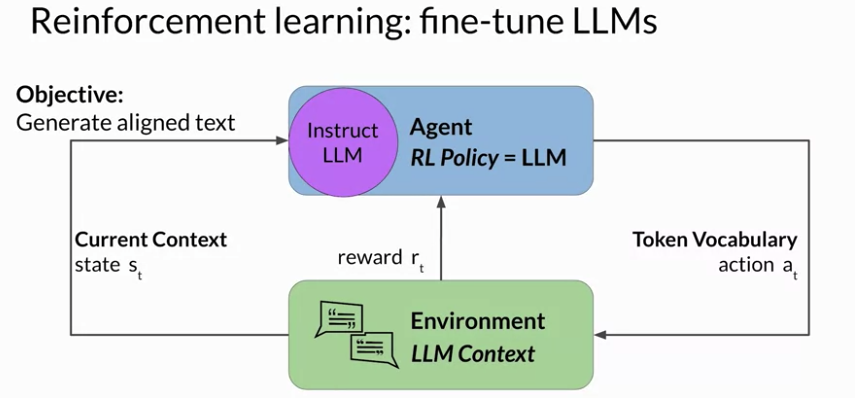 Reinforcement learning: fine-tune LLMs
Objective:
Generate aligned text
Instruct
LLM
Agent
RL Policy = LLM
Current Context
state s_t
reward r_t
Token Vocabulary
action a_t
Environment
LLM Context